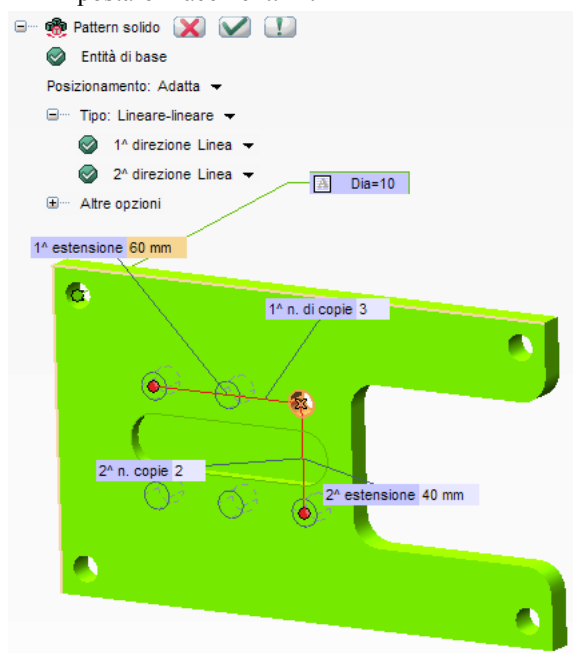 Pattern solido
Entità di base
Posizionamento: Adatta
Tipo: Lineare-lineare
1^ direzione Linea
2^ direzione Linea
Dia=10
Altre opzioni
1^ estensione 60 mm
1^ n. di copie 3
2^ n. copie 2
2^ estensione 40 mm